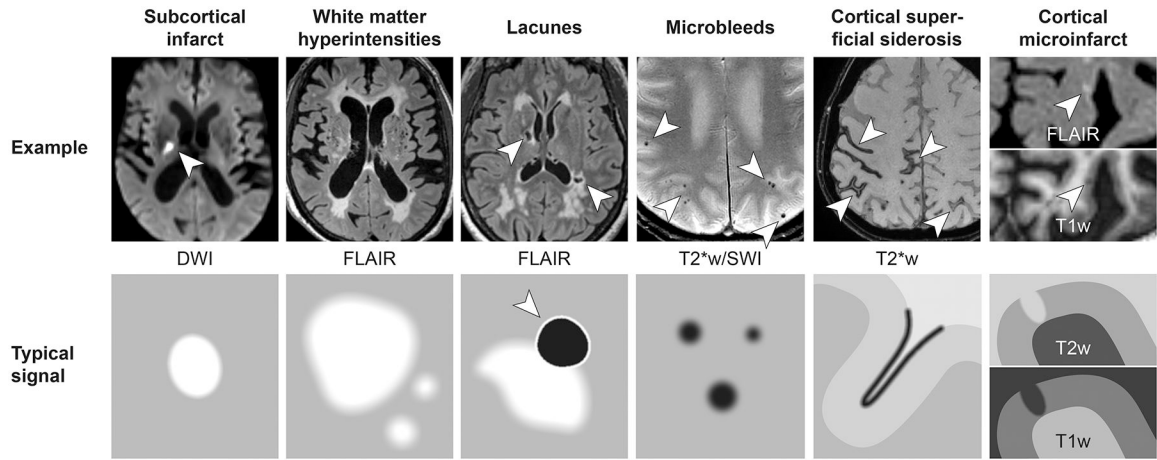 Subcortical
infarct
White matter
hyperintensities
Lacunes
Microbleeds
Cortical super-
ficial siderosis
Cortical
microinfarct
Example
FLAIR
T1w
DWI
FLAIR
FLAIR
T2*w/SWI
T2*w
Typical
signal
T2w
T1w